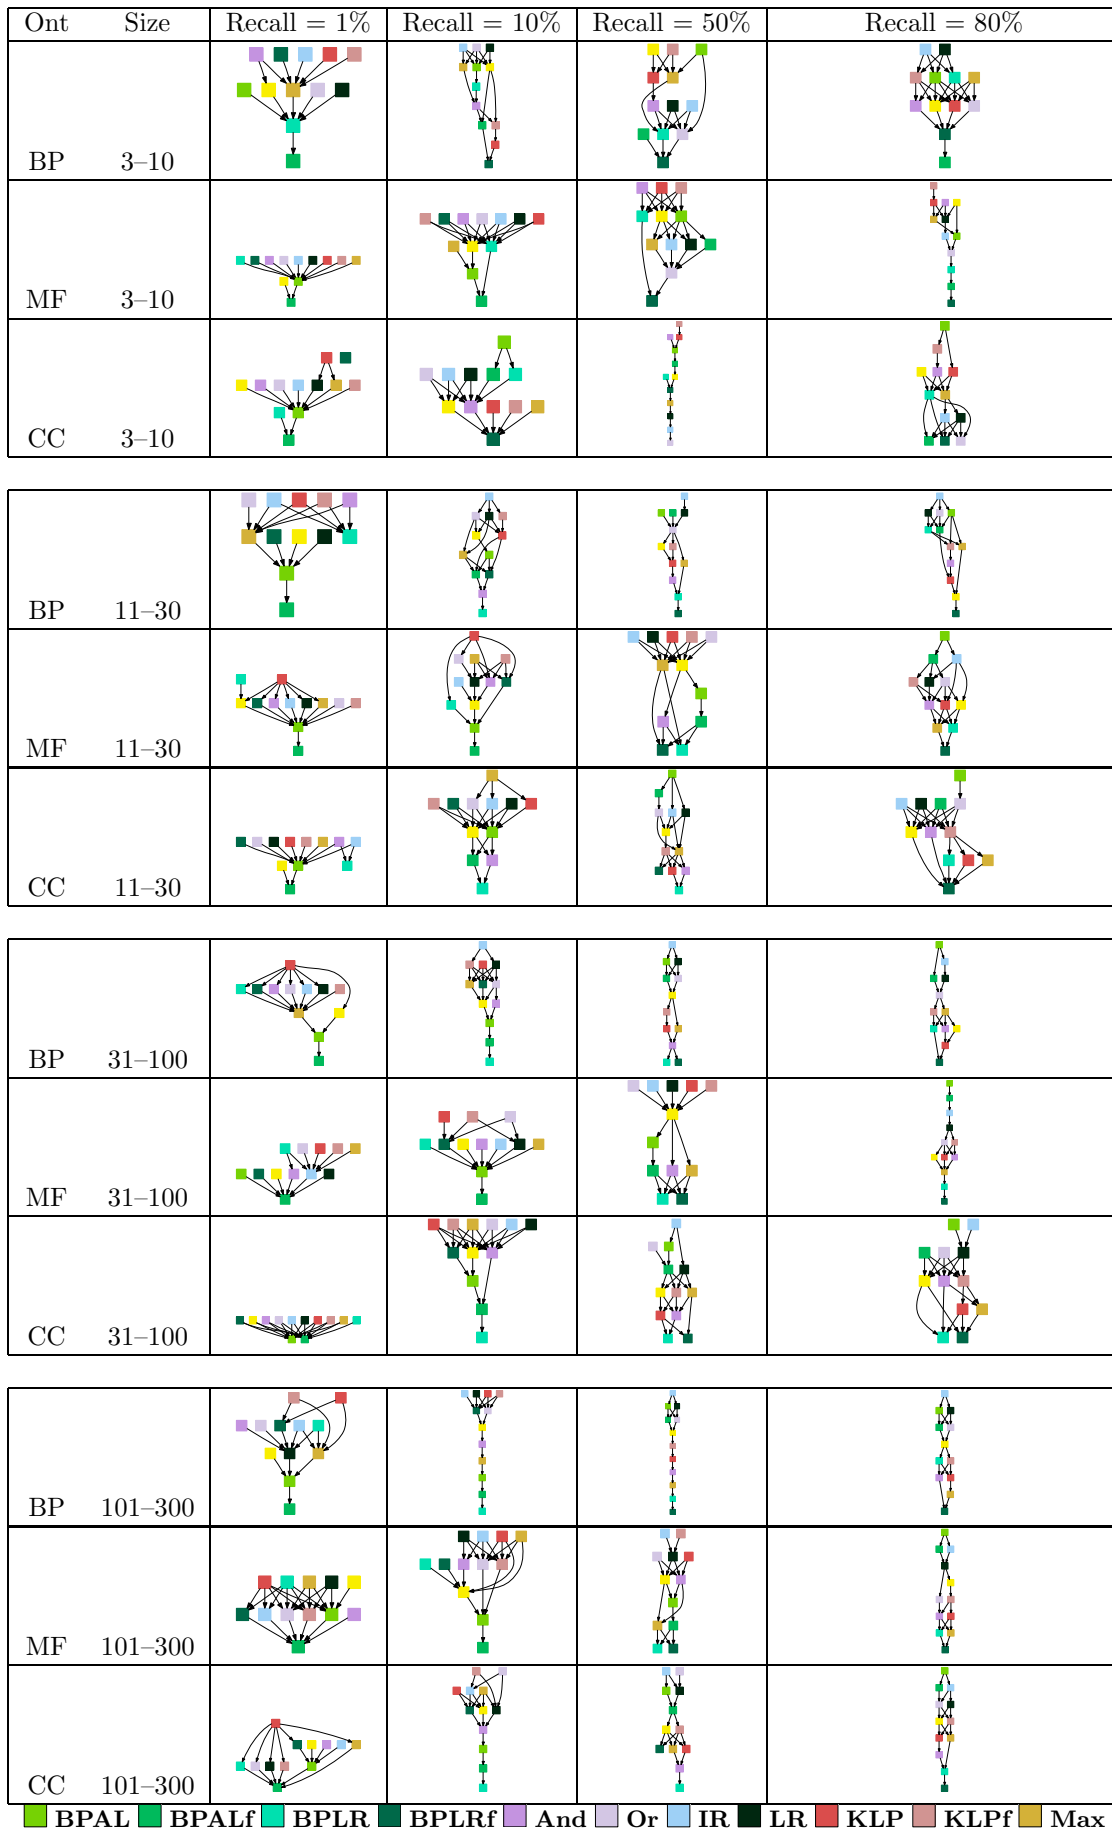 Ont Size Recall = 1% Recall = 10% Recall = 50% Recall = 80%
BP 3–10
MF 3–10
CC 3–10
BP 11–30
MF 11–30
CC 11–30
BP 31–100
MF 31–100
CC 31–100
BP 101–300
MF 101–300
CC 101–300
BPAL BPALf BPLR BPLRf And Or IR LR KLP KLPf Max